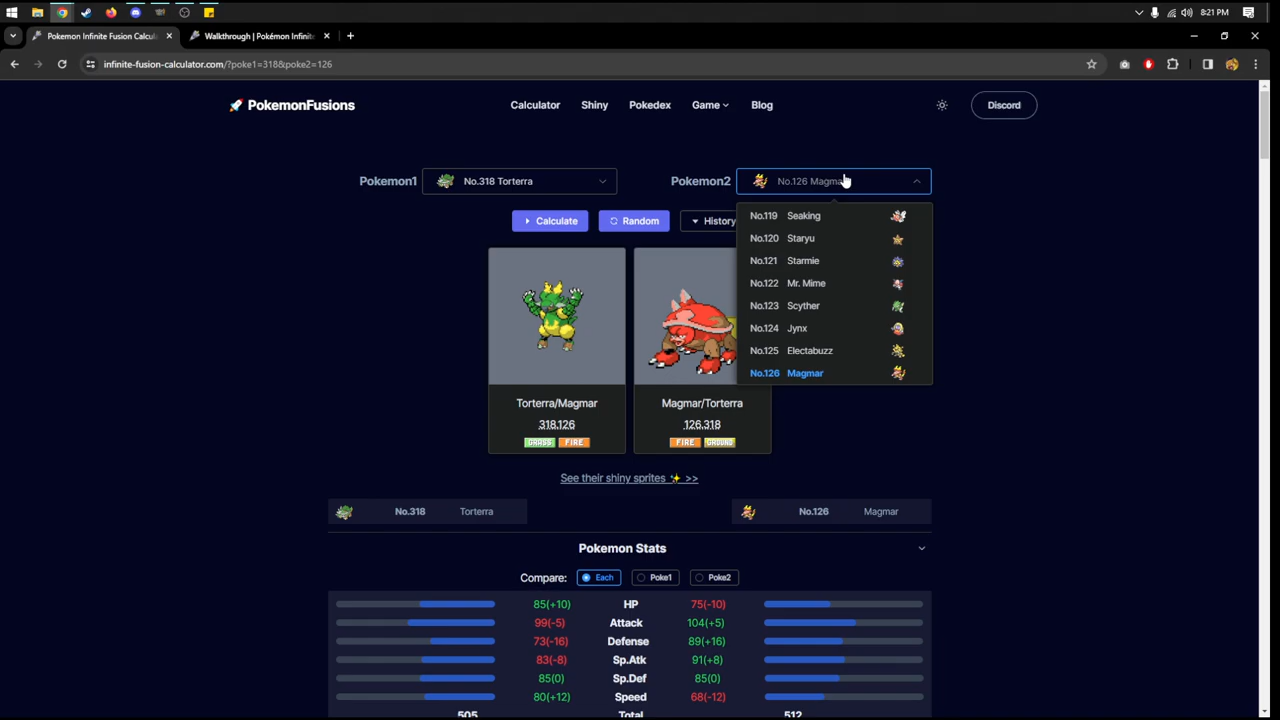 8:21 PM
Pokemon Infinite Fusion Calcula
Walkthrough | Pokémon Infinite
infinite-fusion-calculator.com/?poke1=318&poke2=126
PokemonFusions
Calculator Shiny Pokedex Game Blog Discord
Pokemon1 No.318 Torterra Pokemon2 No.126 Magma
Calculate Random History
No.119 Seaking
No.120 Staryu
No.121 Starmie
No.122 Mr. Mime
No.123 Scyther
No.124 Jynx
No.125 Electabuzz
No.126 Magmar
Torterra/Magmar Magmar/Torterra
318.126 126.318
GRASS FIRE FIRE GROUND
See their shiny sprites ✨ >>
No.318 Torterra No.126 Magmar
Pokemon Stats
Compare: Each Poke1 Poke2
85(+10) HP 75(-10)
99(-5) Attack 104(+5)
73(-16) Defense 89(+16)
83(-8) Sp.Atk 91(+8)
85(0) Sp.Def 85(0)
80(+12) Speed 68(-12)
505 Total 512